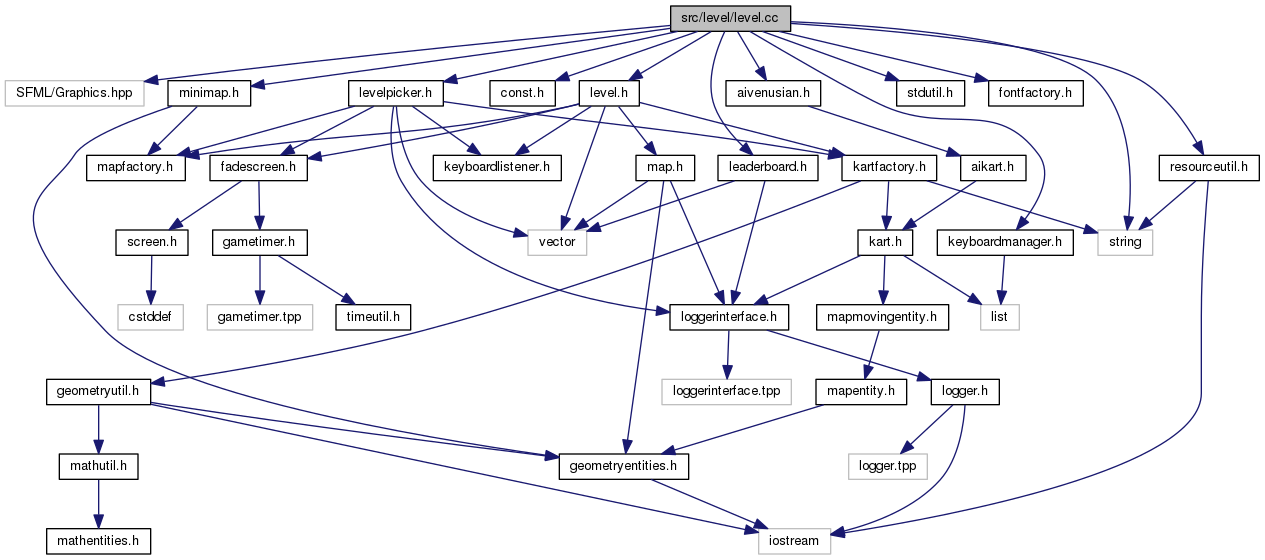 src/level/level.cc
SFML/Graphics.hpp
minimap.h
levelpicker.h
const.h
level.h
aivenusian.h
stdutil.h
fontfactory.h
mapfactory.h
fadescreen.h
keyboardlistener.h
map.h
leaderboard.h
kartfactory.h
aikart.h
resourceutil.h
screen.h
gametimer.h
vector
kart.h
keyboardmanager.h
string
cstddef
gametimer.tpp
timeutil.h
loggerinterface.h
mapmovingentity.h
list
geometryutil.h
loggerinterface.tpp
mapentity.h
logger.h
mathutil.h
geometryentities.h
logger.tpp
mathentities.h
iostream